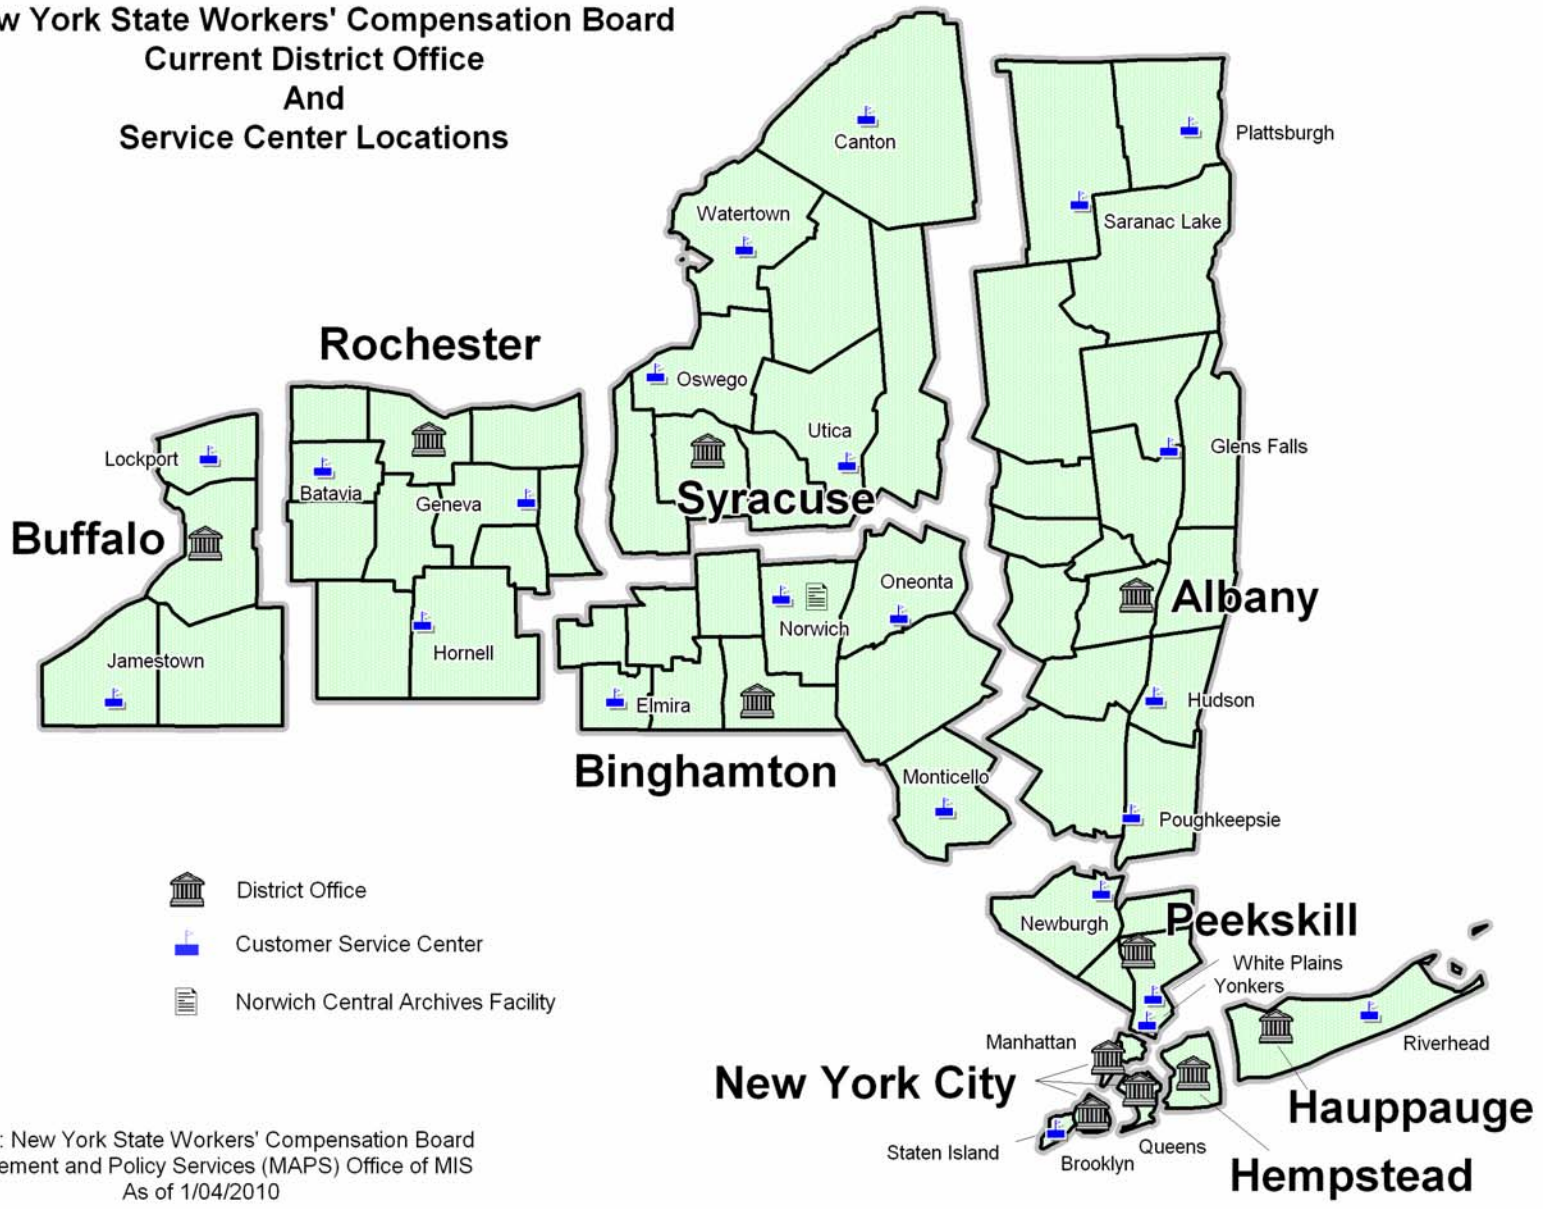 w York State Workers' Compensation Board
Current District Office
And
Service Center Locations
Canton
Plattsburgh
Watertown
Saranac Lake
Rochester
Oswego
Utica
Glens Falls
Lockport
Batavia
Geneva
Syracuse
Buffalo
Oneonta
Albany
Norwich
Jamestown
Hornell
Elmira
Hudson
Binghamton
Monticello
Poughkeepsie
District Office
Customer Service Center
Norwich Central Archives Facility
Newburgh
Peekskill
White Plains
Yonkers
Manhattan
Riverhead
New York City
Hauppauge
Staten Island
Brooklyn
Queens
Hempstead
: New York State Workers' Compensation Board
ement and Policy Services (MAPS) Office of MIS
As of 1/04/2010